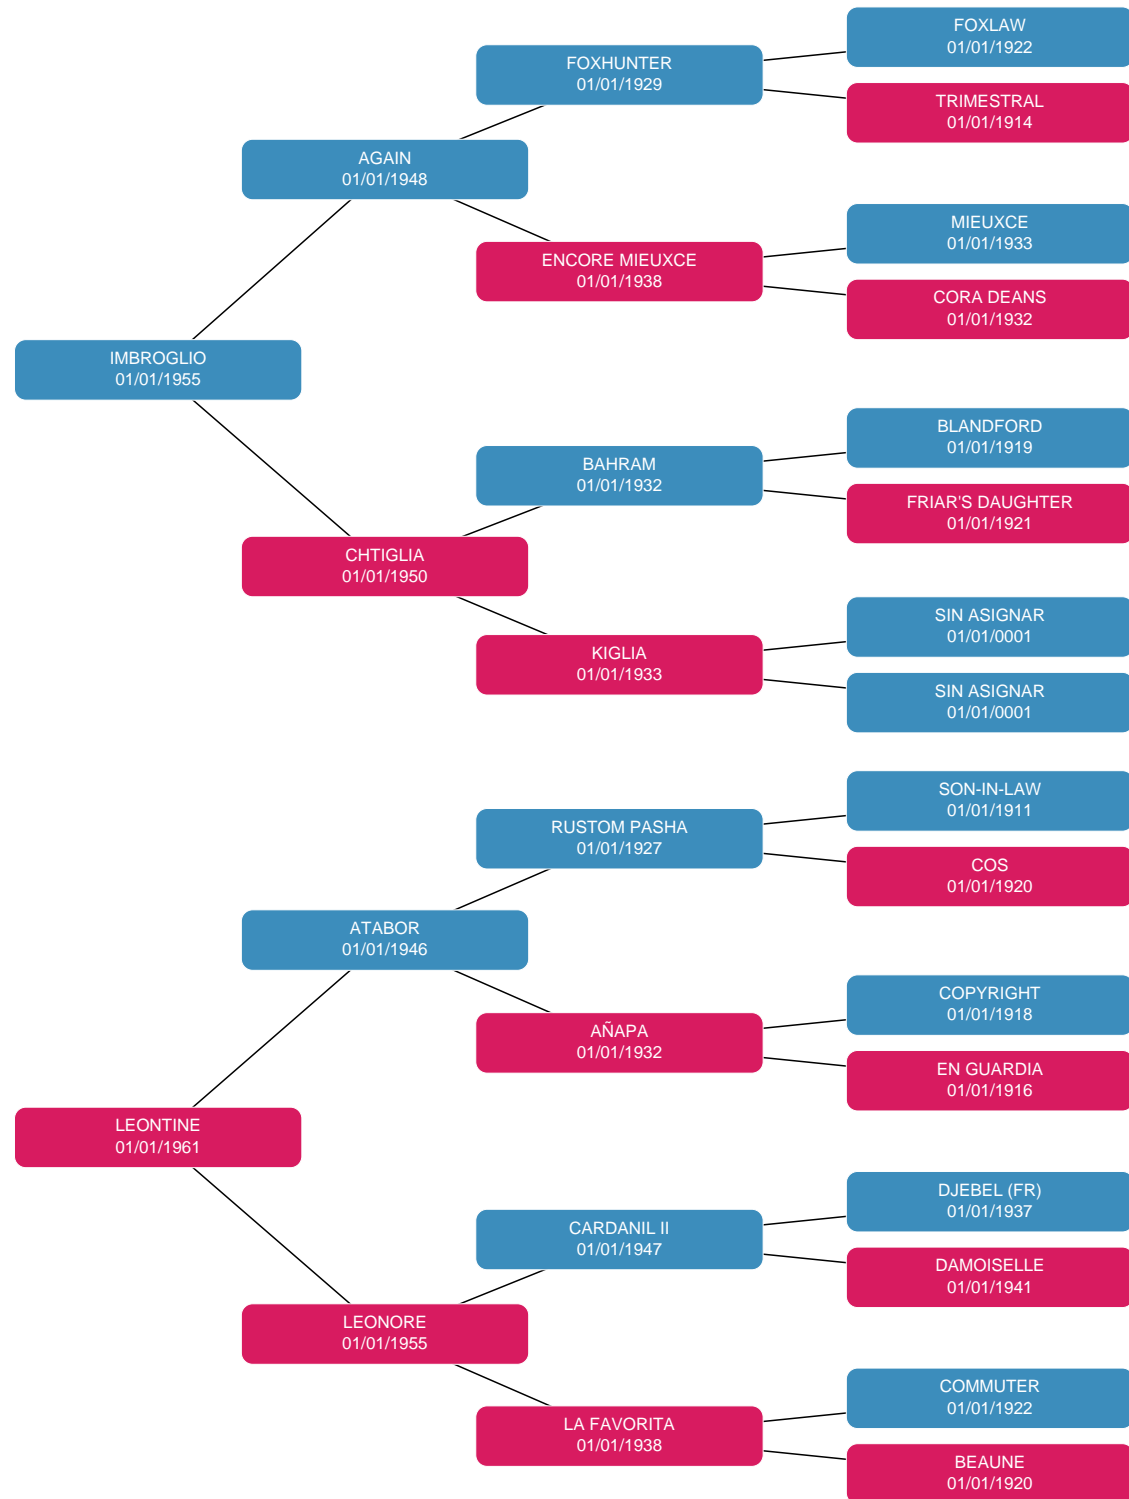 FOXLAW
01/01/1922
FOXHUNTER
01/01/1929
TRIMESTRAL
01/01/1914
AGAIN
01/01/1948
MIEUXCE
01/01/1933
ENCORE MIEUXCE
01/01/1938
CORA DEANS
01/01/1932
IMBROGLIO
01/01/1955
BLANDFORD
01/01/1919
BAHRAM
01/01/1932
FRIAR'S DAUGHTER
01/01/1921
CHTIGLIA
01/01/1950
SIN ASIGNAR
01/01/0001
KIGLIA
01/01/1933
SIN ASIGNAR
01/01/0001
SON-IN-LAW
01/01/1911
RUSTOM PASHA
01/01/1927
COS
01/01/1920
ATABOR
01/01/1946
COPYRIGHT
01/01/1918
AÑAPA
01/01/1932
EN GUARDIA
01/01/1916
LEONTINE
01/01/1961
DJEBEL (FR)
01/01/1937
CARDANIL II
01/01/1947
DAMOISELLE
01/01/1941
LEONORE
01/01/1955
COMMUTER
01/01/1922
LA FAVORITA
01/01/1938
BEAUNE
01/01/1920